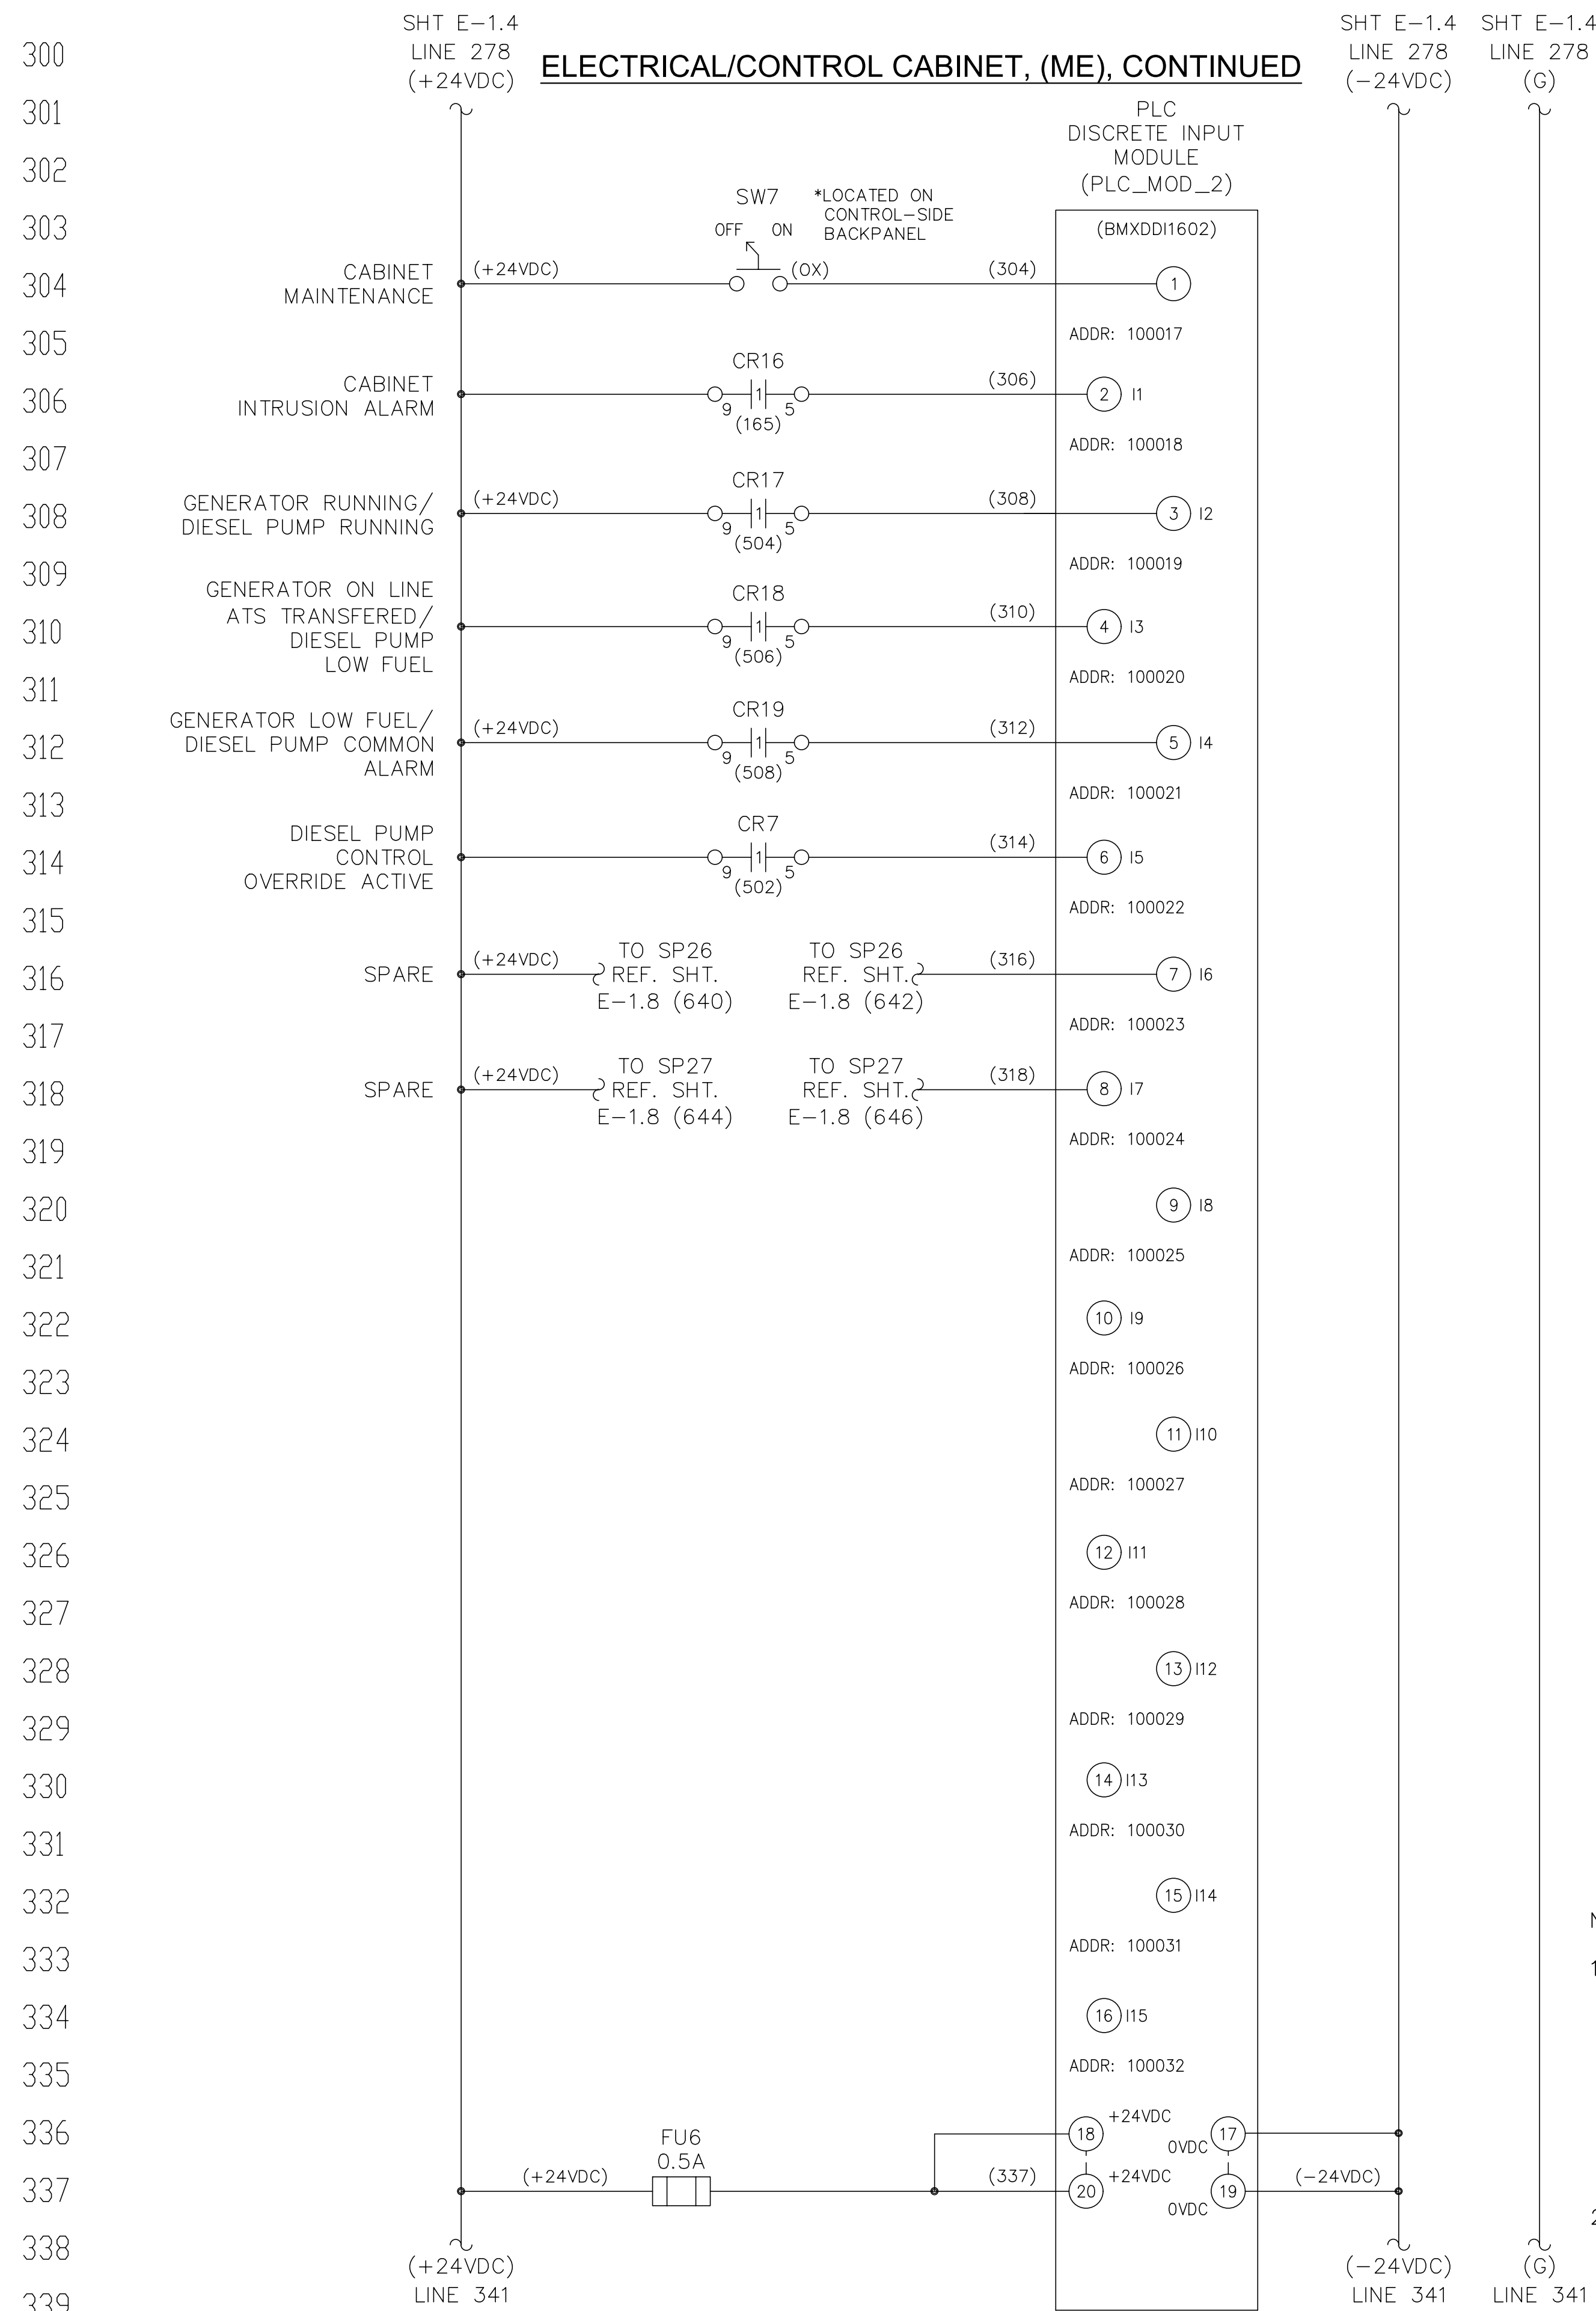 SHT E-1.4
LINE 278
(+24VDC)
ELECTRICAL/CONTROL CABINET, (ME), CONTINUED
SHT E-1.4
LINE 278
(-24VDC)
SHT E-1.4
LINE 278
(G)
300
301
302
303
304
305
306
307
308
309
310
311
312
313
314
315
316
317
318
319
320
321
322
323
324
325
326
327
328
329
330
331
332
333
334
335
336
337
338
339
PLC
DISCRETE INPUT
MODULE
(PLC_MOD_2)
(BMXDDI1602)
SW7
OFF ON
*LOCATED ON
CONTROL-SIDE
BACKPANEL
CABINET
MAINTENANCE
(+24VDC)
(OX)
(304)
1
ADDR: 100017
CABINET
INTRUSION ALARM
CR16
9 1 5
(165)
(306)
2 I1
ADDR: 100018
GENERATOR RUNNING/
DIESEL PUMP RUNNING
(+24VDC)
CR17
9 1 5
(504)
(308)
3 I2
ADDR: 100019
GENERATOR ON LINE
ATS TRANSFERED/
DIESEL PUMP
LOW FUEL
CR18
9 1 5
(506)
(310)
4 I3
ADDR: 100020
GENERATOR LOW FUEL/
DIESEL PUMP COMMON
ALARM
(+24VDC)
CR19
9 1 5
(508)
(312)
5 I4
ADDR: 100021
DIESEL PUMP
CONTROL
OVERRIDE ACTIVE
CR7
9 1 5
(502)
(314)
6 I5
ADDR: 100022
SPARE
(+24VDC)
TO SP26
REF. SHT.
E-1.8 (640)
TO SP26
REF. SHT.
E-1.8 (642)
(316)
7 I6
ADDR: 100023
SPARE
(+24VDC)
TO SP27
REF. SHT.
E-1.8 (644)
TO SP27
REF. SHT.
E-1.8 (646)
(318)
8 I7
ADDR: 100024
9 I8
ADDR: 100025
10 I9
ADDR: 100026
11 I10
ADDR: 100027
12 I11
ADDR: 100028
13 I12
ADDR: 100029
14 I13
ADDR: 100030
15 I14
ADDR: 100031
16 I15
ADDR: 100032
18 +24VDC
0VDC 17
FU6
0.5A
(+24VDC)
(337)
20 +24VDC
0VDC 19
(-24VDC)
(+24VDC)
LINE 341
(-24VDC)
LINE 341
(G)
LINE 341